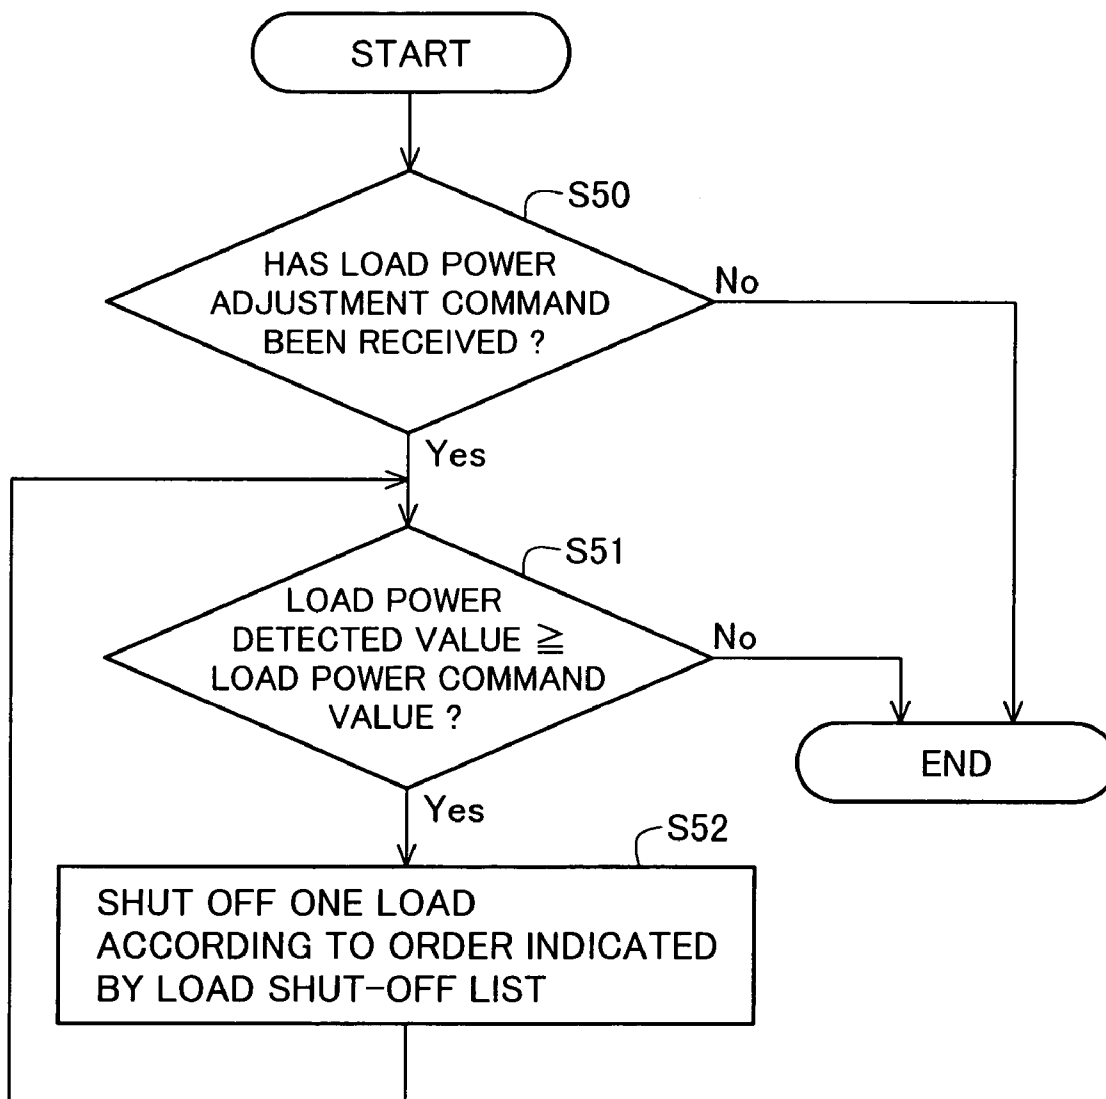 START
S50
HAS LOAD POWER
ADJUSTMENT COMMAND
BEEN RECEIVED ?
No
Yes
S51
LOAD POWER
DETECTED VALUE ≧
LOAD POWER COMMAND
VALUE ?
No
END
Yes
S52
SHUT OFF ONE LOAD
ACCORDING TO ORDER INDICATED
BY LOAD SHUT-OFF LIST